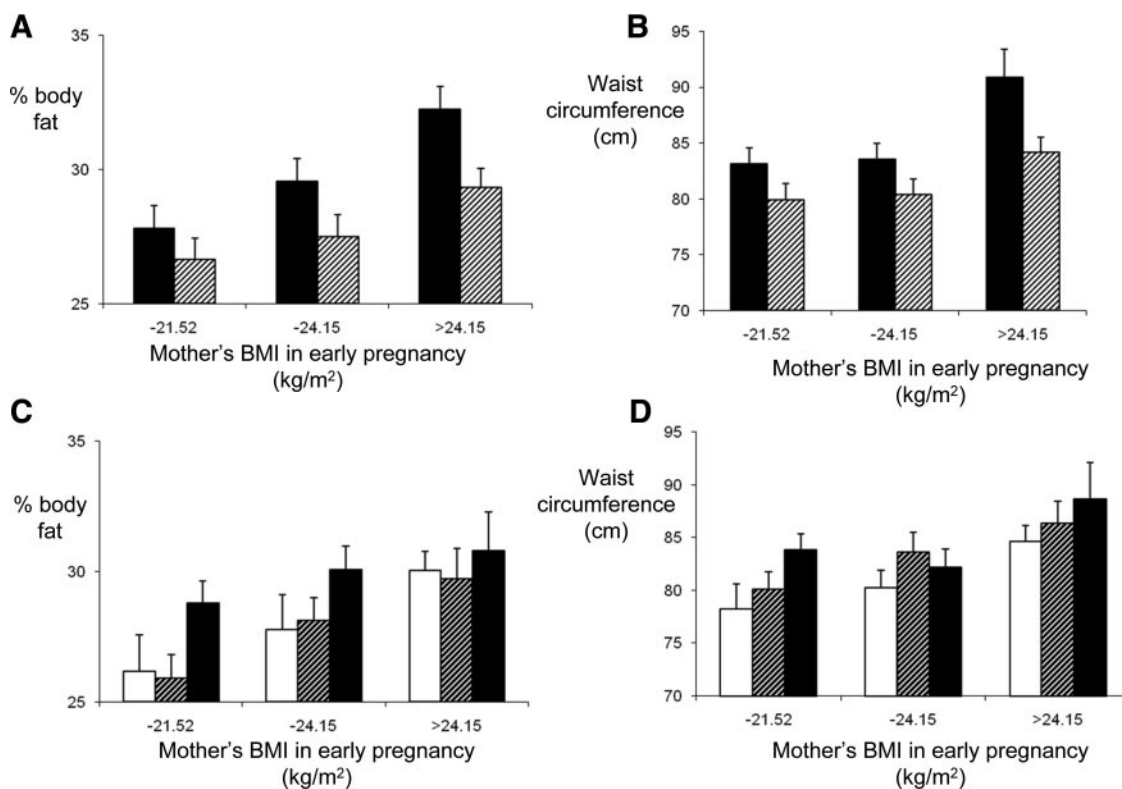 A
35
% body
fat
30
25
-21.52 -24.15 >24.15
Mother's BMI in early pregnancy
(kg/m²)
B
95
90
Waist
circumference
(cm)
85
80
75
70
-21.52 -24.15 >24.15
Mother's BMI in early pregnancy
(kg/m²)
C
35
% body
fat
30
25
-21.52 -24.15 >24.15
Mother's BMI in early pregnancy
(kg/m²)
D
95
90
Waist
circumference
(cm)
85
80
75
70
-21.52 -24.15 >24.15
Mother's BMI in early pregnancy
(kg/m²)